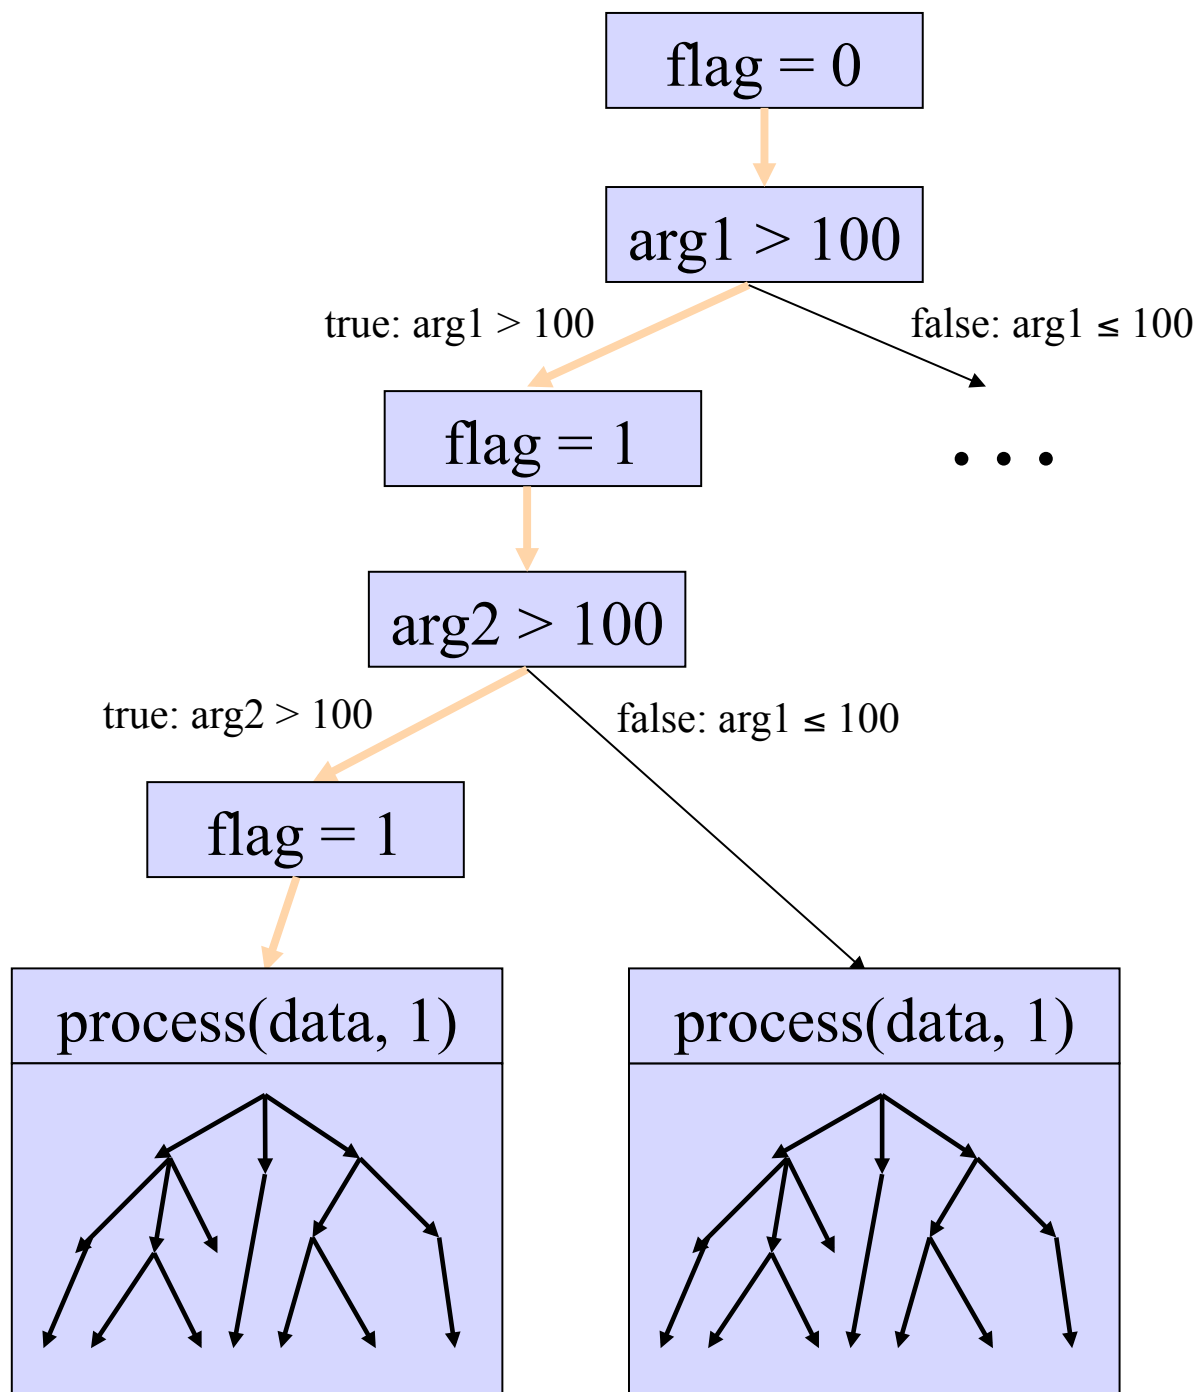 flag = 0
arg1 > 100
true: arg1 > 100
false: arg1 ≤ 100
flag = 1
. . .
arg2 > 100
true: arg2 > 100
false: arg1 ≤ 100
flag = 1
process(data, 1)
process(data, 1)